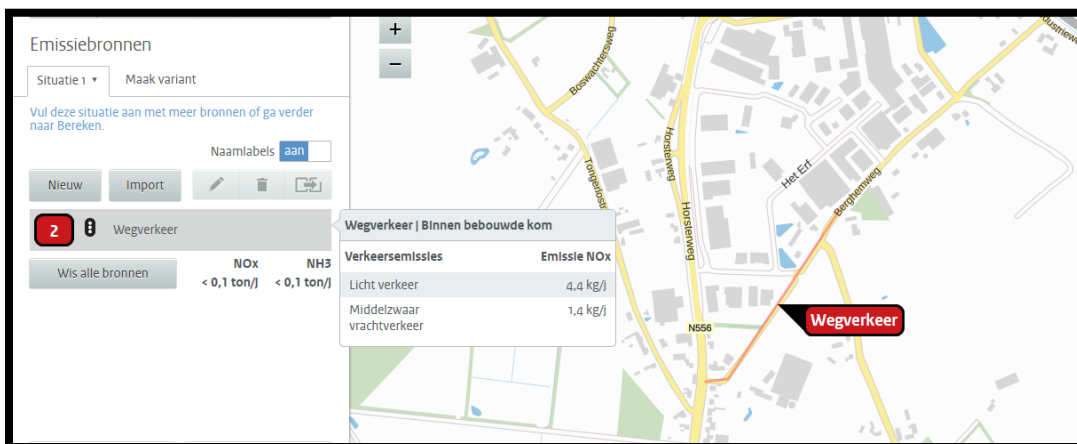 Emissiebronnen
Situatie 1
Maak variant
Vul deze situatie aan met meer bronnen of ga verder
naar Bereken.
Naamlabels aan
Nieuw
Import
2
Wegverkeer
Wis alle bronnen
NOx
NH3
< 0,1 ton/j
< 0,1 ton/j
Wegverkeer | Binnen bebouwde kom
Verkeersemissies
Emissie NOx
Licht verkeer
4,4 kg/j
Middelzwaar
vrachtverkeer
1,4 kg/j
+
−
Boswachtersweg
Horsterweg
Horsterweg
Het Erf
Berghemweg
N556
Wegverkeer